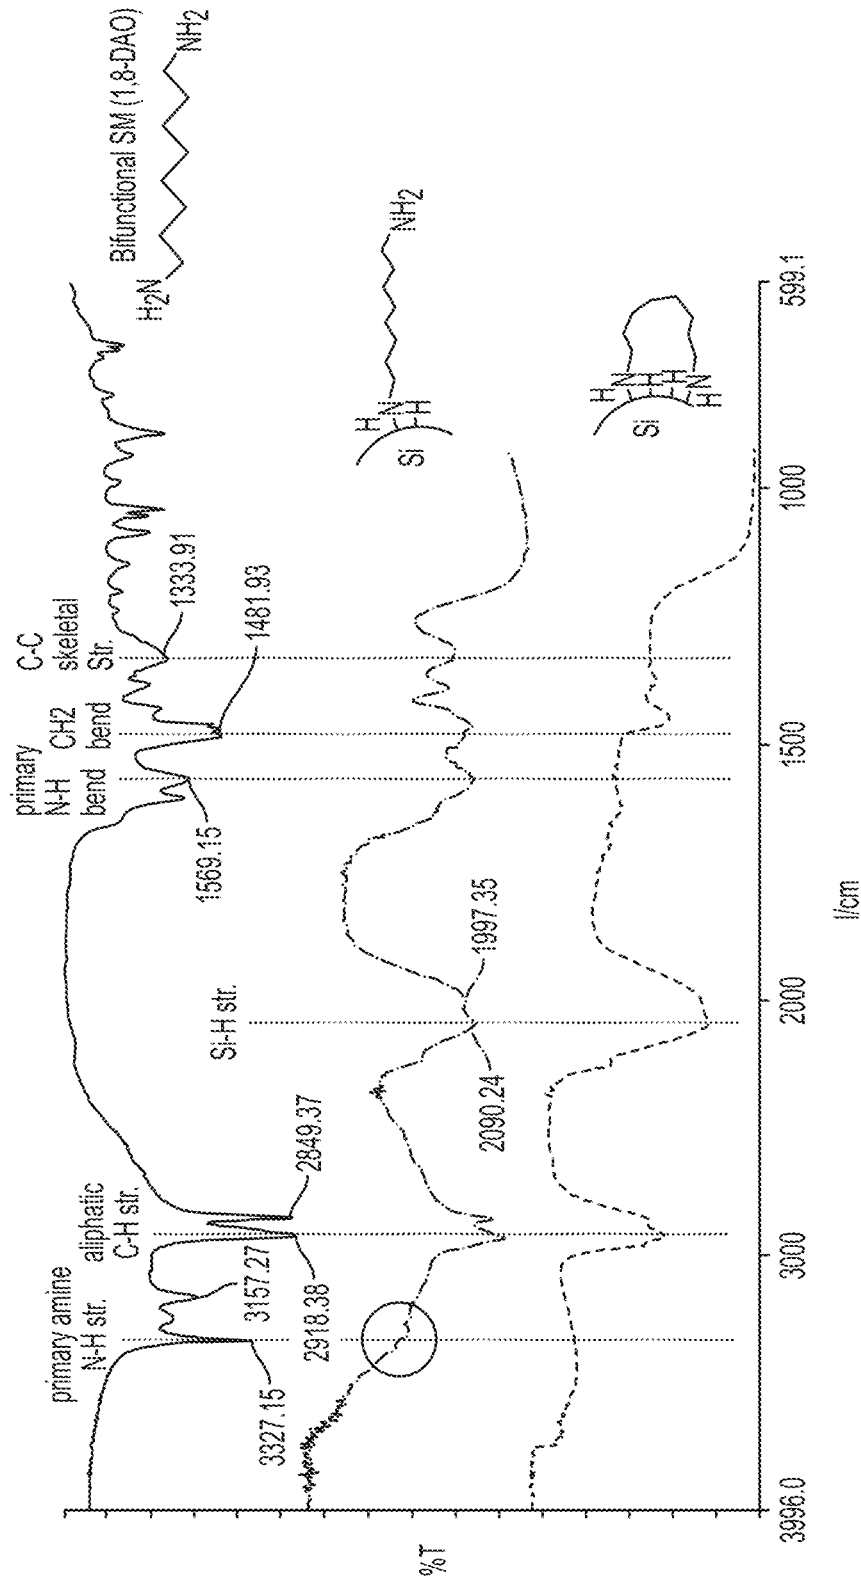 Bifunctional SM (1,8-DAO)
H2N
NH2
primary amine
N-H str.
aliphatic
C-H str.
Si-H str.
primary
N-H
bend
CH2
bend
C-C
skeletal
Str.
3327.15
3157.27
2918.38
2849.37
1569.15
1481.93
1333.91
2090.24
1997.35
H
N
H
NH2
Si
H
N
H
H
N
H
Si
%T
3996.0
3000
2000
1500
1000
599.1
l/cm